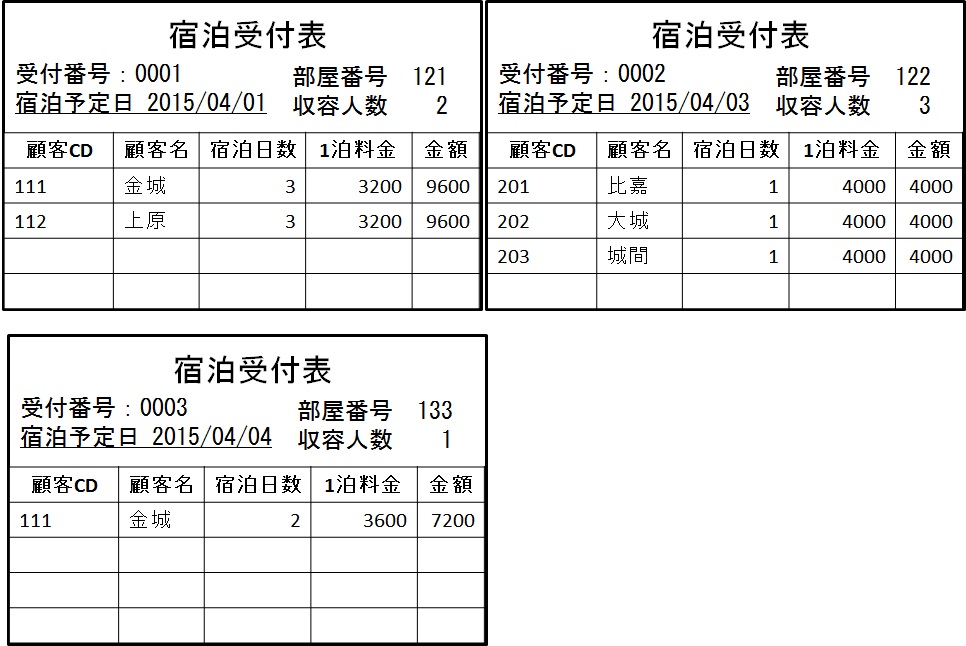 宿泊受付表
受付番号：0001 部屋番号 121
宿泊予定日 2015/04/01 収容人数 2
顧客CD 顧客名 宿泊日数 1泊料金 金額
111 金城 3 3200 9600
112 上原 3 3200 9600
宿泊受付表
受付番号：0002 部屋番号 122
宿泊予定日 2015/04/03 収容人数 3
顧客CD 顧客名 宿泊日数 1泊料金 金額
201 比嘉 1 4000 4000
202 大城 1 4000 4000
203 城間 1 4000 4000
宿泊受付表
受付番号：0003 部屋番号 133
宿泊予定日 2015/04/04 収容人数 1
顧客CD 顧客名 宿泊日数 1泊料金 金額
111 金城 2 3600 7200